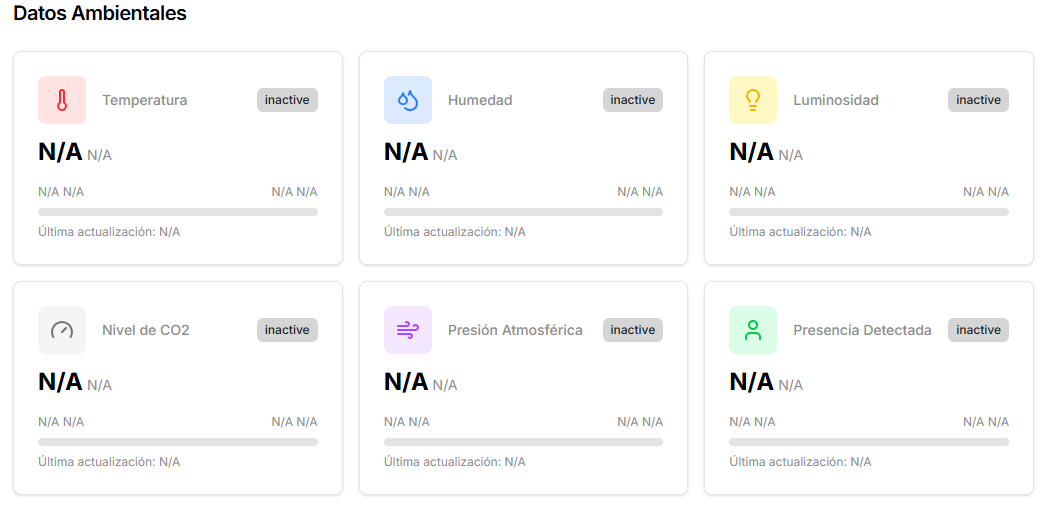 Datos Ambientales
Temperatura inactive
N/A N/A
N/A N/A N/A N/A
Última actualización: N/A
Humedad inactive
N/A N/A
N/A N/A N/A N/A
Última actualización: N/A
Luminosidad inactive
N/A N/A
N/A N/A N/A N/A
Última actualización: N/A
Nivel de CO2 inactive
N/A N/A
N/A N/A N/A N/A
Última actualización: N/A
Presión Atmosférica inactive
N/A N/A
N/A N/A N/A N/A
Última actualización: N/A
Presencia Detectada inactive
N/A N/A
N/A N/A N/A N/A
Última actualización: N/A